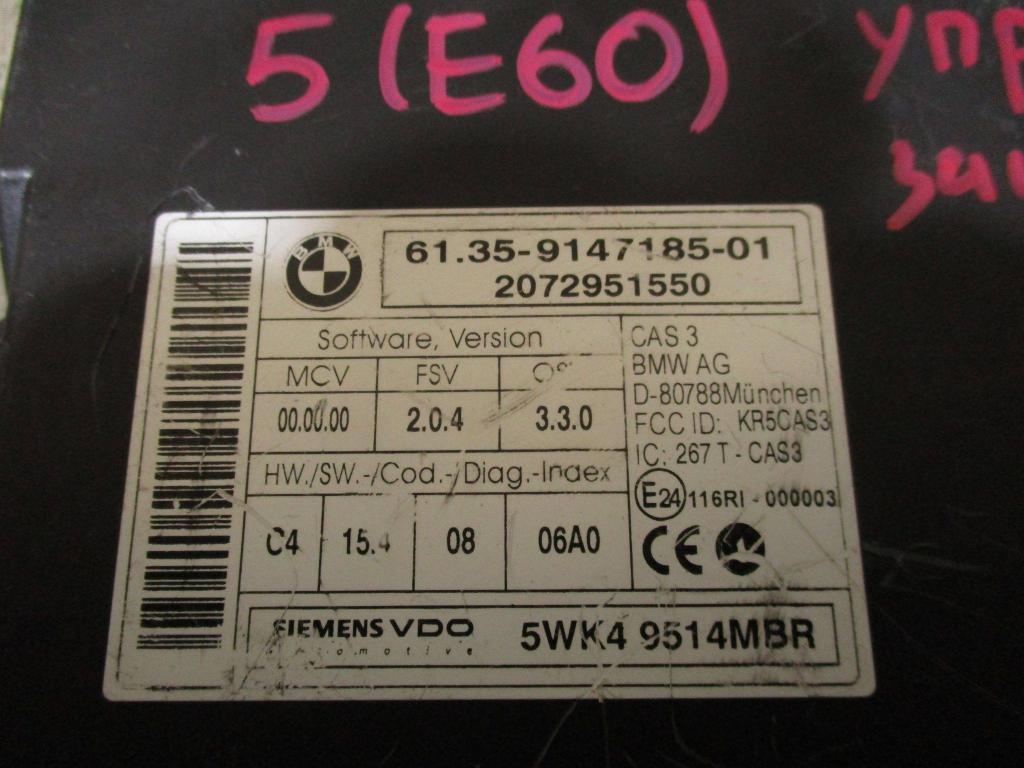 5 (E60) упр
заж
BMW
61.35-9147185-01
2072951550
Software, Version
MCV FSV
00.00.00 2.0.4 3.3.0
HW./SW.-/Cod.-/Diag.-Index
C4 15.4 08 06A0
CAS 3
BMW AG
D-80788München
FCC ID: KR5CAS3
IC: 267 T - CAS3
E24 116RI - 000003
CE
SIEMENS VDO
automotive
5WK4 9514MBR